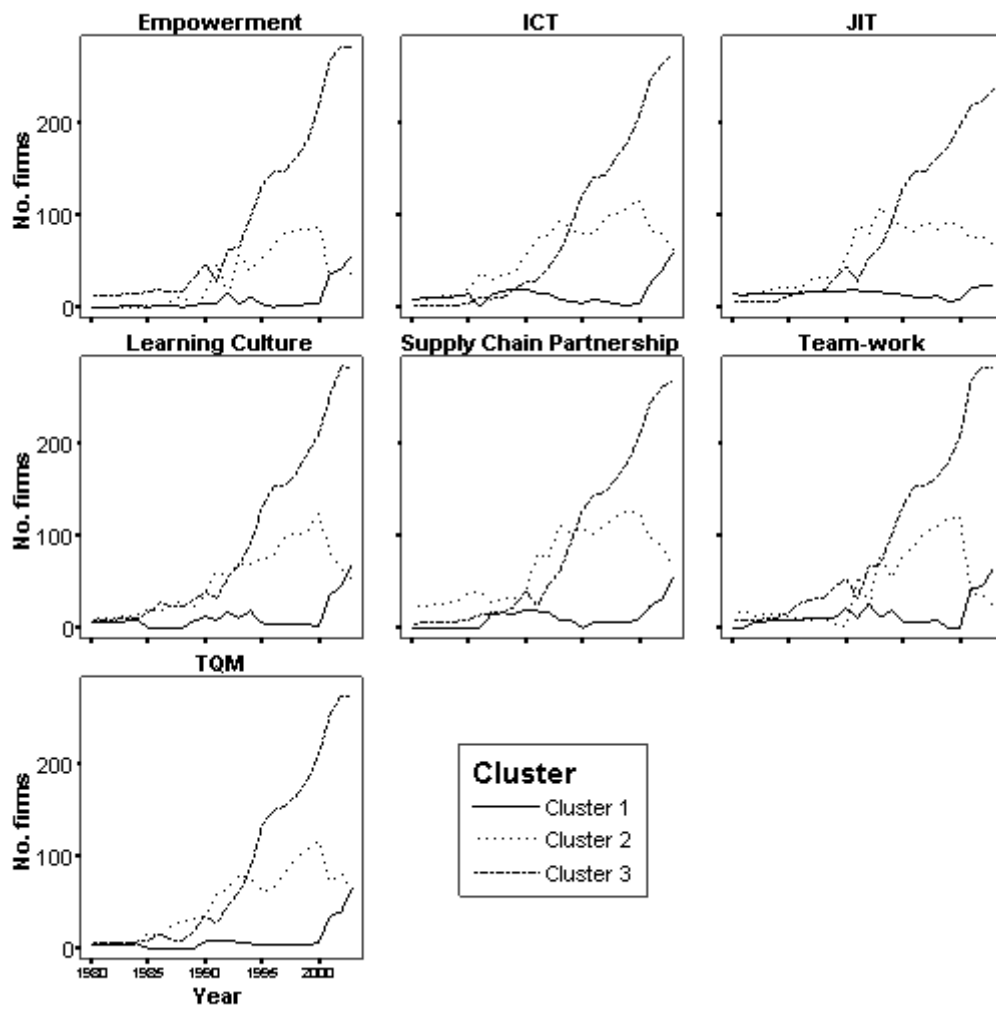 Empowerment ICT JIT
No. firms
200
100
0
Learning Culture Supply Chain Partnership Team-work
No. firms
200
100
0
TQM
No. firms
200
100
0
1980 1985 1990 1995 2000
Year
Cluster
Cluster 1
Cluster 2
Cluster 3